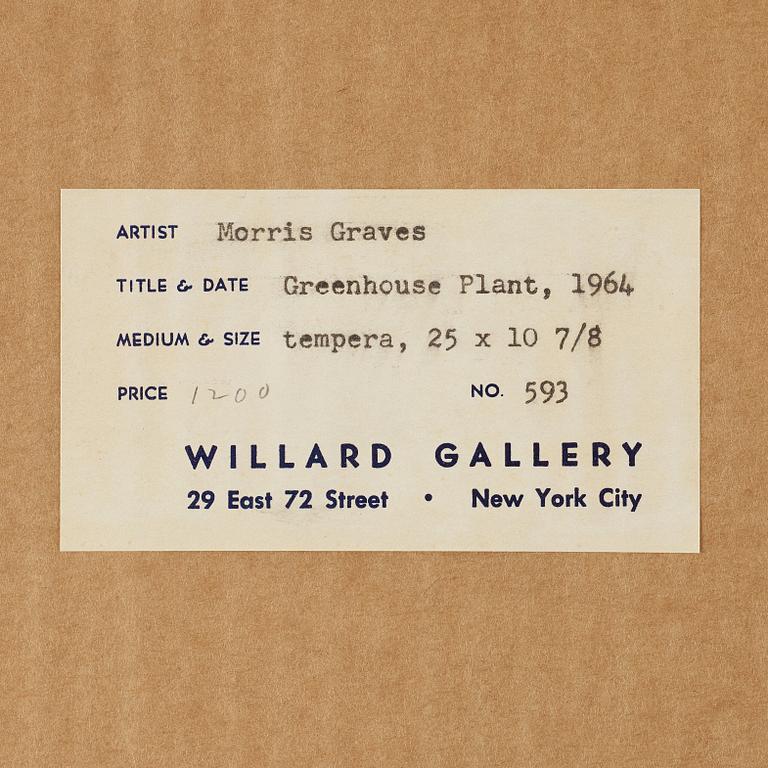 ARTIST Morris Graves
TITLE & DATE Greenhouse Plant, 1964
MEDIUM & SIZE tempera, 25 x 10 7/8
PRICE 1200 NO. 593
WILLARD GALLERY
29 East 72 Street • New York City